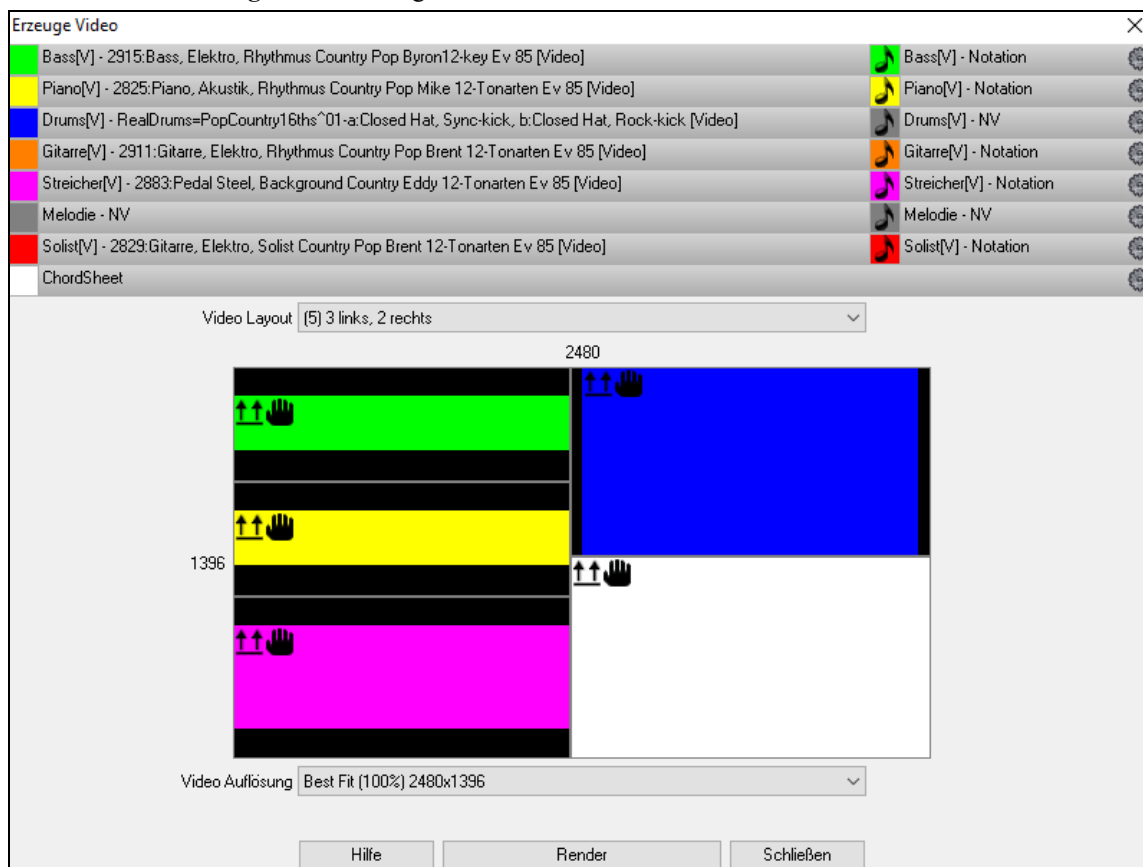 Erzeuge Video
Bass[V] - 2915:Bass, Elektro, Rhythmus Country Pop Byron12-key Ev 85 [Video] Bass[V] - Notation
Piano[V] - 2825:Piano, Akustik, Rhythmus Country Pop Mike 12-Tonarten Ev 85 [Video] Piano[V] - Notation
Drums[V] - RealDrums=PopCountry16ths^01-a:Closed Hat, Sync-kick, b:Closed Hat, Rock-kick [Video] Drums[V] - NV
Gitarre[V] - 2911:Gitarre, Elektro, Rhythmus Country Pop Brent 12-Tonarten Ev 85 [Video] Gitarre[V] - Notation
Streicher[V] - 2883:Pedal Steel, Background Country Eddy 12-Tonarten Ev 85 [Video] Streicher[V] - Notation
Melodie - NV Melodie - NV
Solist[V] - 2829:Gitarre, Elektro, Solist Country Pop Brent 12-Tonarten Ev 85 [Video] Solist[V] - Notation
ChordSheet
Video Layout (5) 3 links, 2 rechts
2480
1396
Video Auflösung Best Fit (100%) 2480x1396
Hilfe Render Schließen